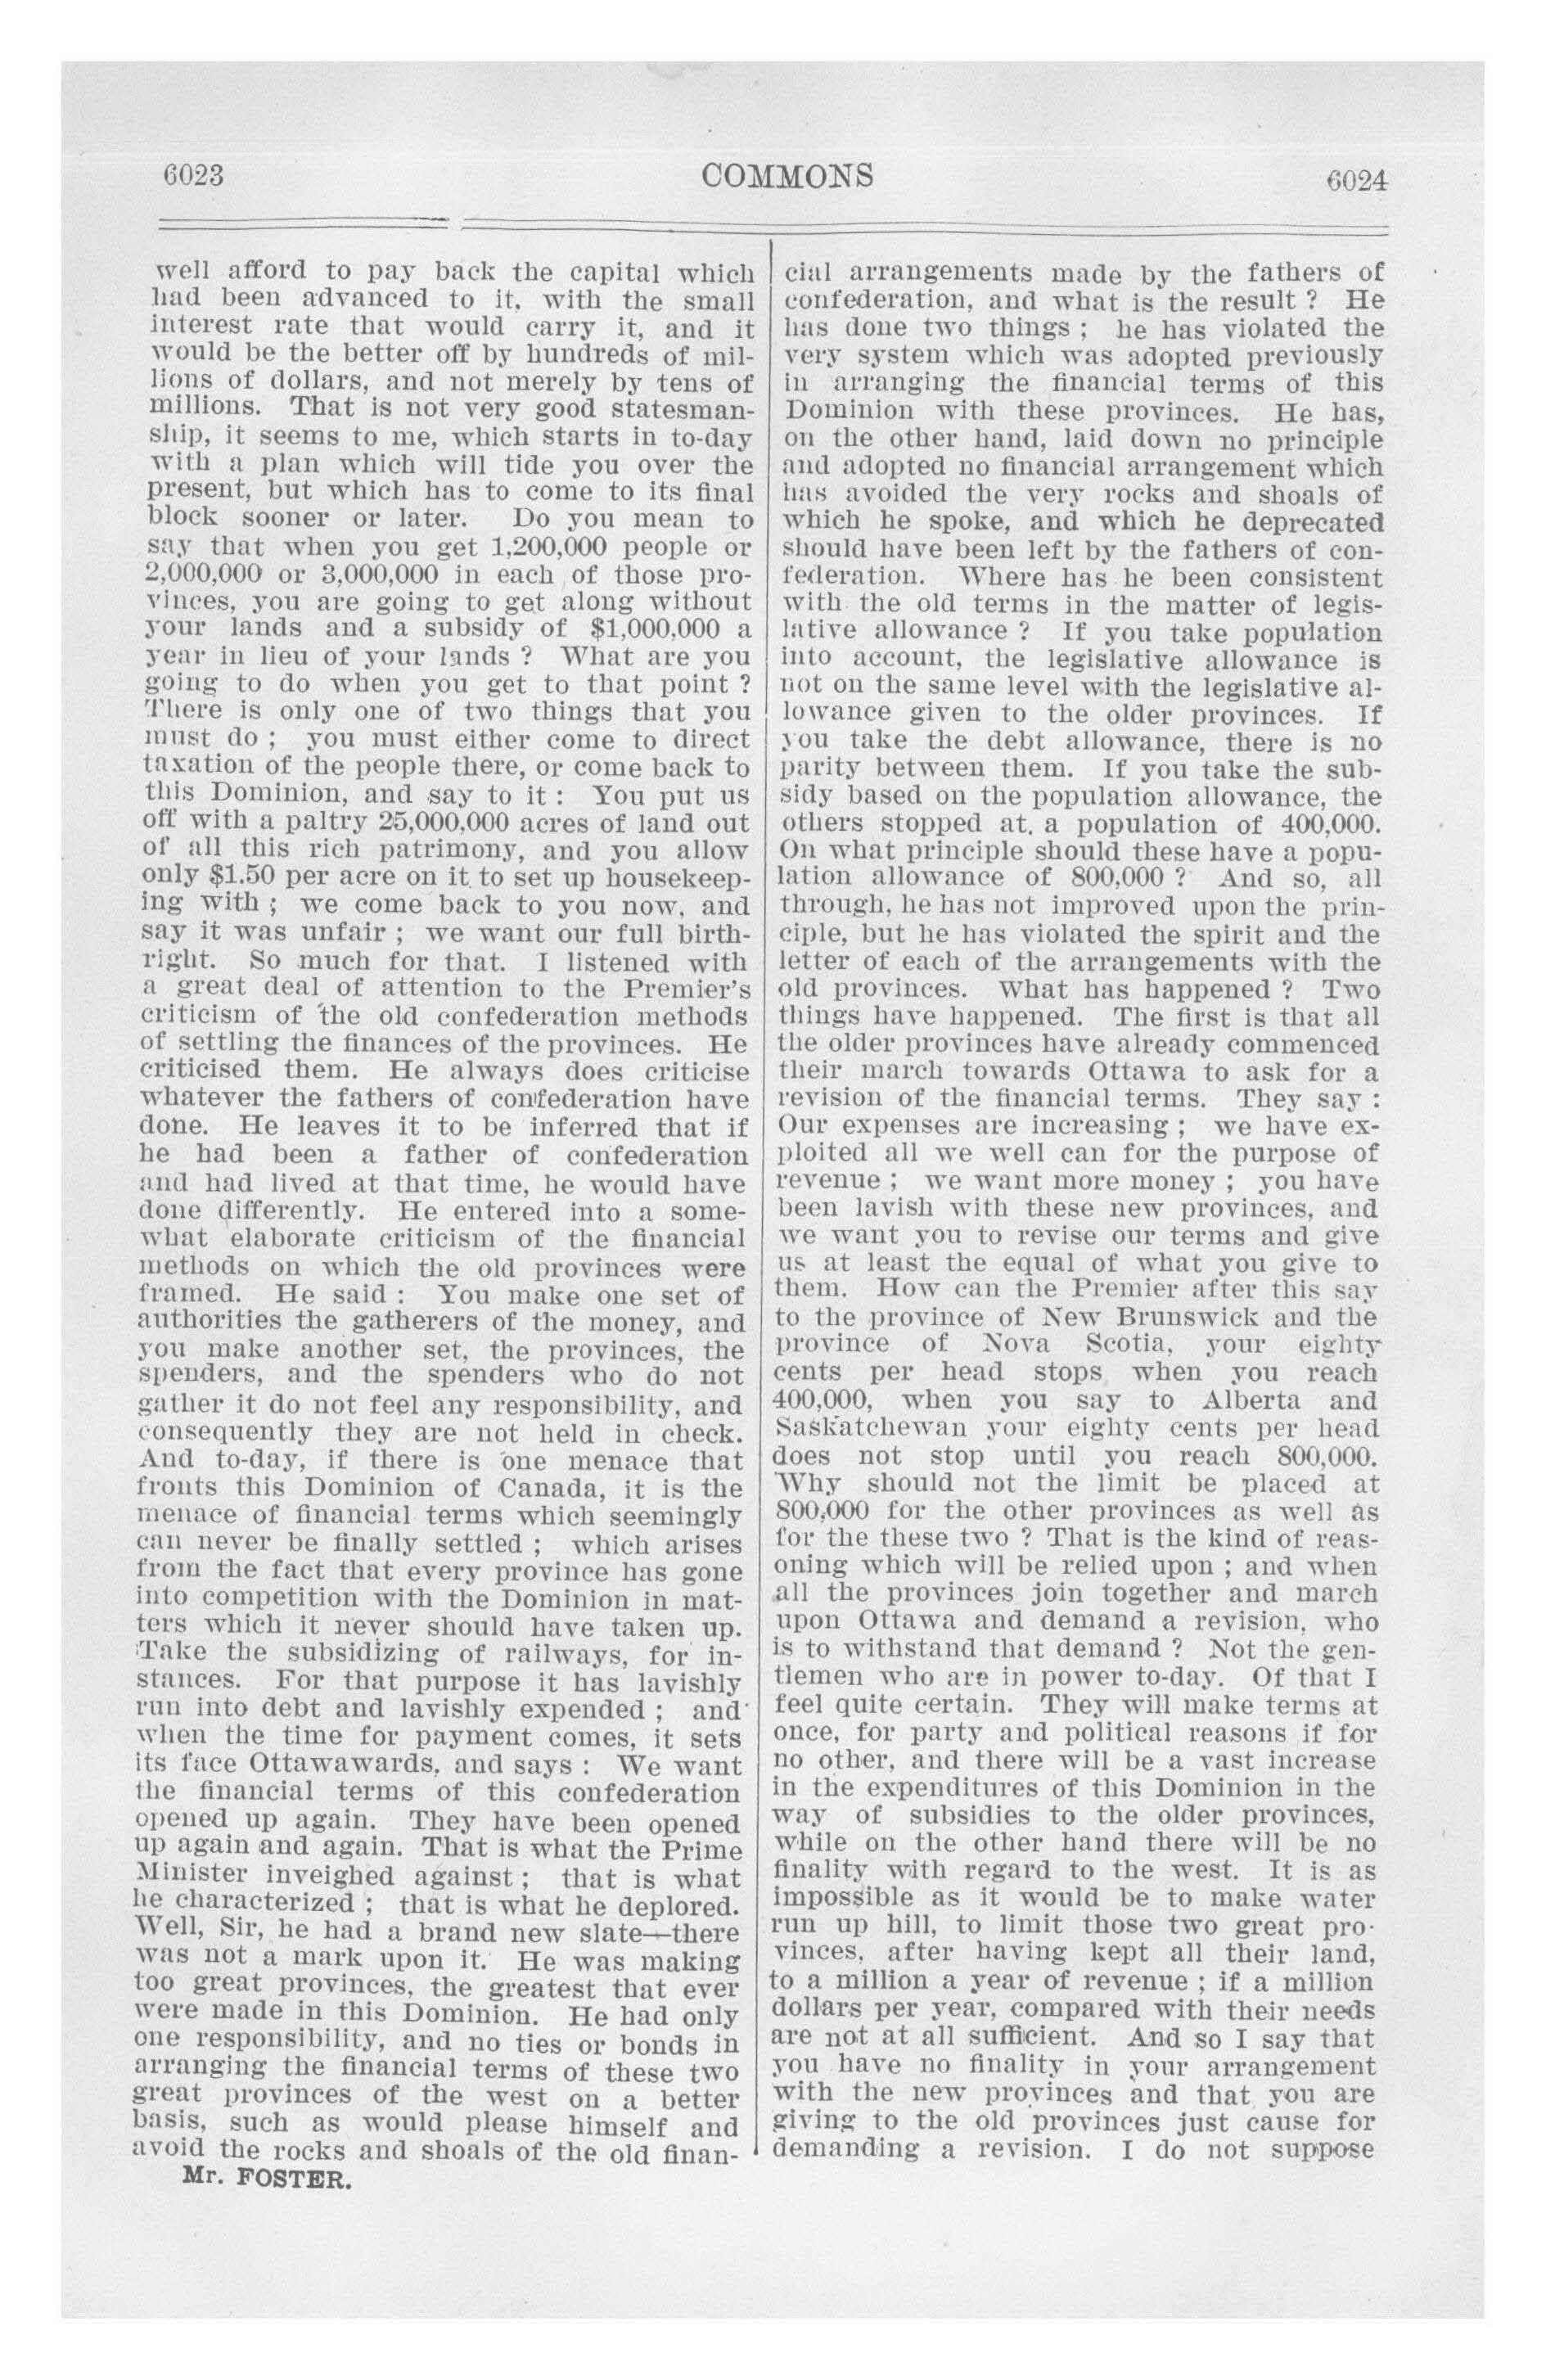 6023
COMMONS
6024
well afford to pay back the capital which
had been advanced to it, with the small
interest rate that would carry it, and it
would be the better off by hundreds of mil-
lions of dollars, and not merely by tens of
millions. That is not very good statesman-
ship, it seems to me, which starts in to-day
with a plan which will tide you over the
present, but which has to come to its final
block sooner or later. Do you mean to
say that when you get 1,200,000 people or
2,000,000 or 3,000,000 in each of those pro-
vinces, you are going to get along without
your lands and a subsidy of $1,000,000 a
year in lieu of your lands ? What are you
going to do when you get to that point ?
There is only one of two things that you
must do ; you must either come to direct
taxation of the people there, or come back to
this Dominion, and say to it : You put us
off with a paltry 25,000,000 acres of land out
of all this rich patrimony, and you allow
only $1.50 per acre on it to set up housekeep-
ing with ; we come back to you now, and
say it was unfair ; we want our full birth-
right. So much for that. I listened with
a great deal of attention to the Premier's
criticism of the old confederation methods
of settling the finances of the provinces. He
criticised them. He always does criticise
whatever the fathers of confederation have
done. He leaves it to be inferred that if
he had been a father of confederation
and had lived at that time, he would have
done differently. He entered into a some-
what elaborate criticism of the financial
methods on which the old provinces were
framed. He said : You make one set of
authorities the gatherers of the money, and
you make another set, the provinces, the
spenders, and the spenders who do not
gather it do not feel any responsibility, and
consequently they are not held in check.
And to-day, if there is one menace that
fronts this Dominion of Canada, it is the
menace of financial terms which seemingly
can never be finally settled ; which arises
from the fact that every province has gone
into competition with the Dominion in mat-
ters which it never should have taken up.
Take the subsidizing of railways, for in-
stances. For that purpose it has lavishly
run into debt and lavishly expended ; and
when the time for payment comes, it sets
its face Ottawawards, and says : We want
the financial terms of this confederation
opened up again. They have been opened
up again and again. That is what the Prime
Minister inveighed against ; that is what
he characterized ; that is what he deplored.
Well, Sir, he had a brand new slate—there
was not a mark upon it. He was making
too great provinces, the greatest that ever
were made in this Dominion. He had only
one responsibility, and no ties or bonds in
arranging the financial terms of these two
great provinces of the west on a better
basis, such as would please himself and
avoid the rocks and shoals of the old finan-
Mr. FOSTER.
cial arrangements made by the fathers of
confederation, and what is the result ? He
has done two things ; he has violated the
very system which was adopted previously
in arranging the financial terms of this
Dominion with these provinces. He has,
on the other hand, laid down no principle
and adopted no financial arrangement which
has avoided the very rocks and shoals of
which he spoke, and which he deprecated
should have been left by the fathers of con-
federation. Where has he been consistent
with the old terms in the matter of legis-
lative allowance ? If you take population
into account, the legislative allowance is
not on the same level with the legislative al-
lowance given to the older provinces. If
you take the debt allowance, there is no
parity between them. If you take the sub-
sidy based on the population allowance, the
others stopped at a population of 400,000.
On what principle should these have a popu-
lation allowance of 800,000 ? And so, all
through, he has not improved upon the prin-
ciple, but he has violated the spirit and the
letter of each of the arrangements with the
old provinces. What has happened ? Two
things have happened. The first is that all
the older provinces have already commenced
their march towards Ottawa to ask for a
revision of the financial terms. They say :
Our expenses are increasing ; we have ex-
ploited all we well can for the purpose of
revenue ; we want more money ; you have
been lavish with these new provinces, and
we want you to revise our terms and give
us at least the equal of what you give to
them. How can the Premier after this say
to the province of New Brunswick and the
province of Nova Scotia, your eighty
cents per head stops when you reach
400,000, when you say to Alberta and
Saskatchewan your eighty cents per head
does not stop until you reach 800,000.
Why should not the limit be placed at
800,000 for the other provinces as well as
for the these two ? That is the kind of reas-
oning which will be relied upon ; and when
all the provinces join together and march
upon Ottawa and demand a revision, who
is to withstand that demand ? Not the gen-
tlemen who are in power to-day. Of that I
feel quite certain. They will make terms at
once, for party and political reasons if for
no other, and there will be a vast increase
in the expenditures of this Dominion in the
way of subsidies to the older provinces,
while on the other hand there will be no
finality with regard to the west. It is as
impossible as it would be to make water
run up hill, to limit those two great pro-
vinces, after having kept all their land,
to a million a year of revenue ; if a million
dollars per year, compared with their needs
are not at all sufficient. And so I say that
you have no finality in your arrangement
with the new provinces and that you are
giving to the old provinces just cause for
demanding a revision. I do not suppose